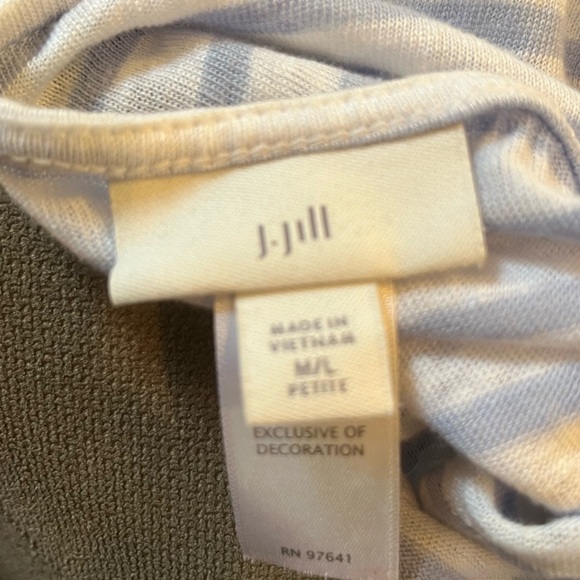 J.Jill
MADE IN
VIETNAM
M/L
PETITE
EXCLUSIVE OF
DECORATION
RN 97641